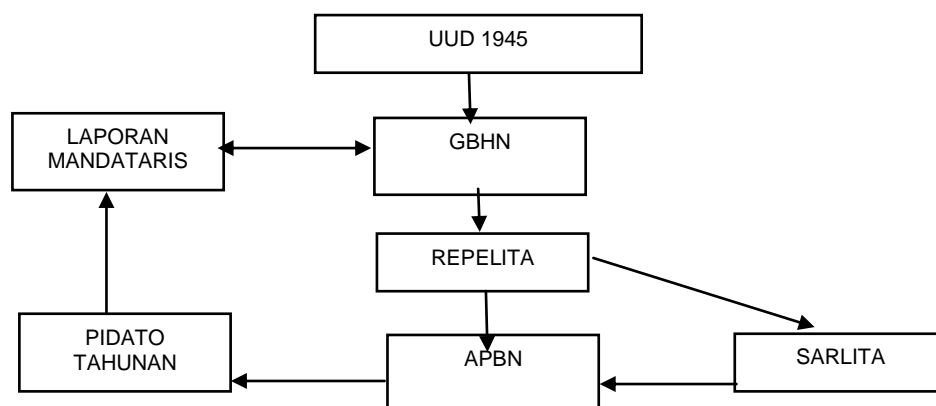 UUD 1945
LAPORAN
MANDATARIS
GBHN
REPELITA
PIDATO
TAHUNAN
APBN
SARLITA